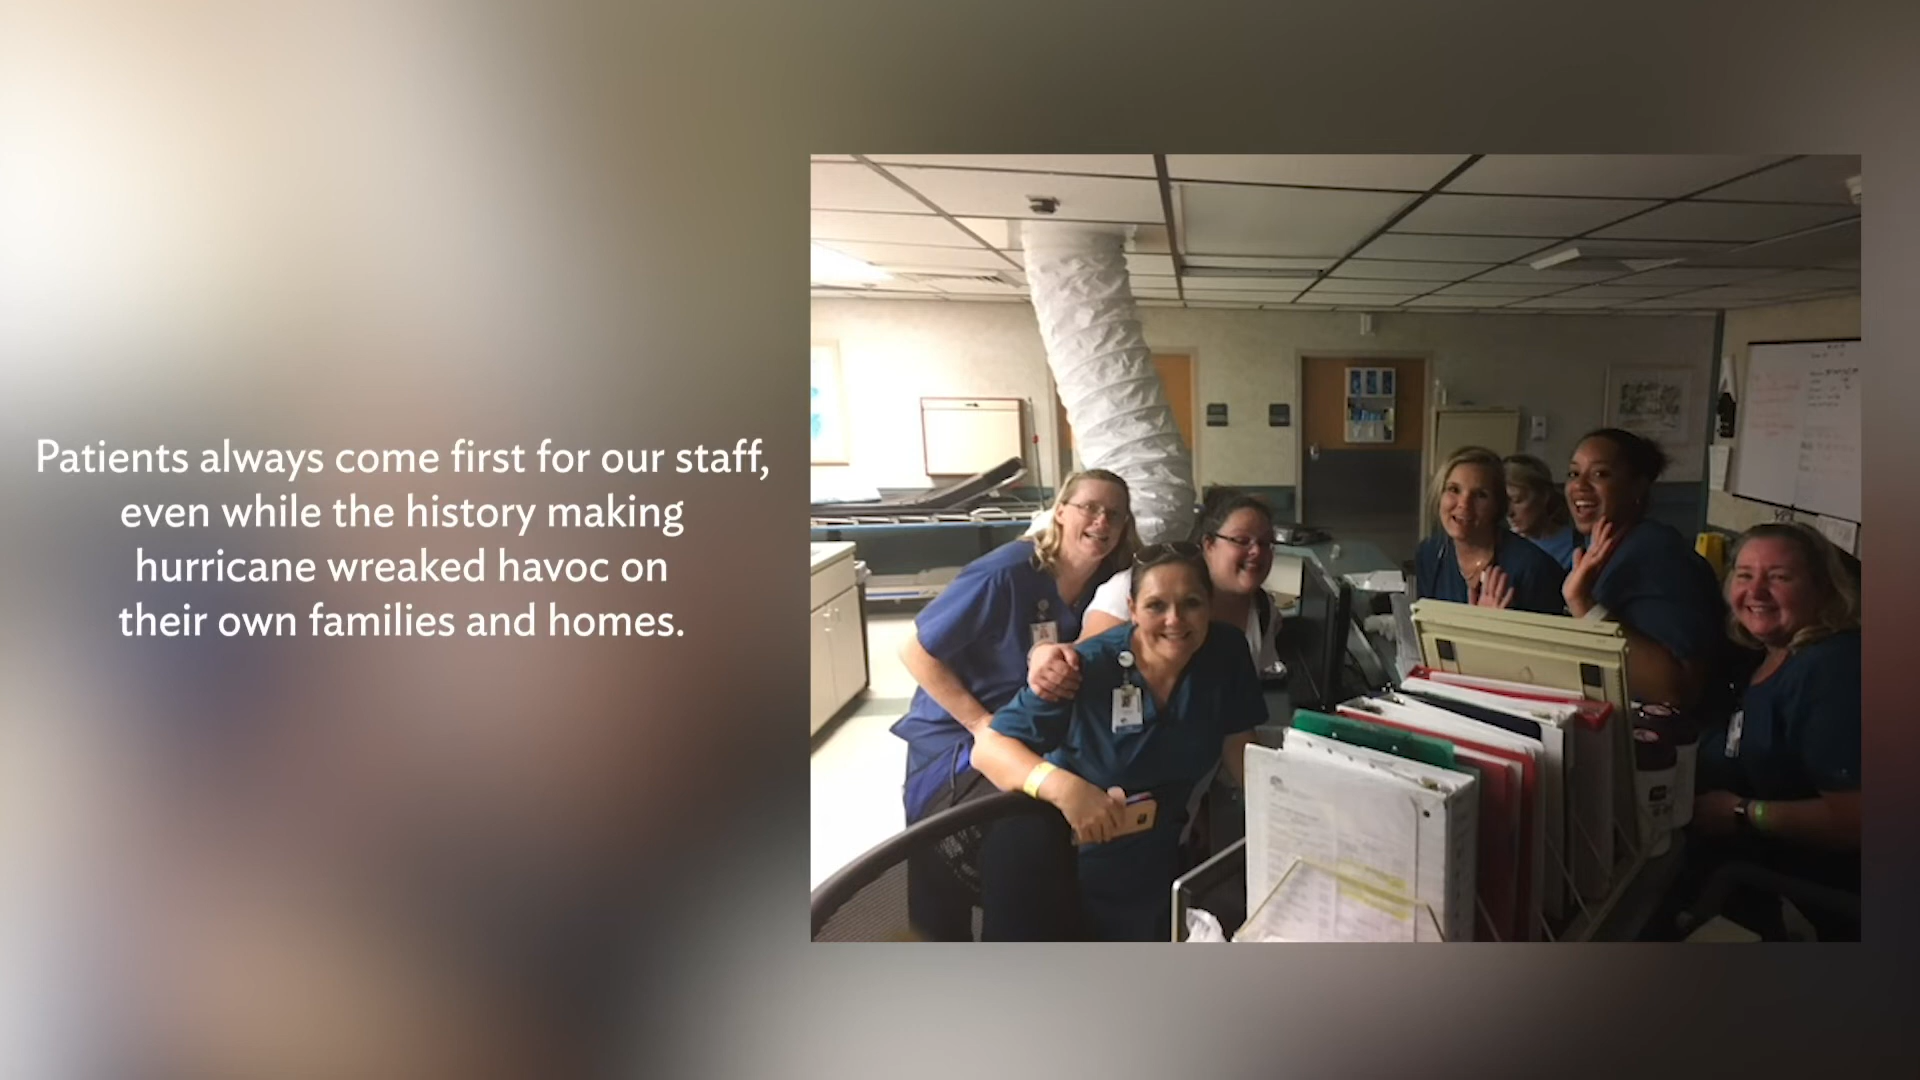 Patients always come first for our staff,
even while the history making
hurricane wreaked havoc on
their own families and homes.